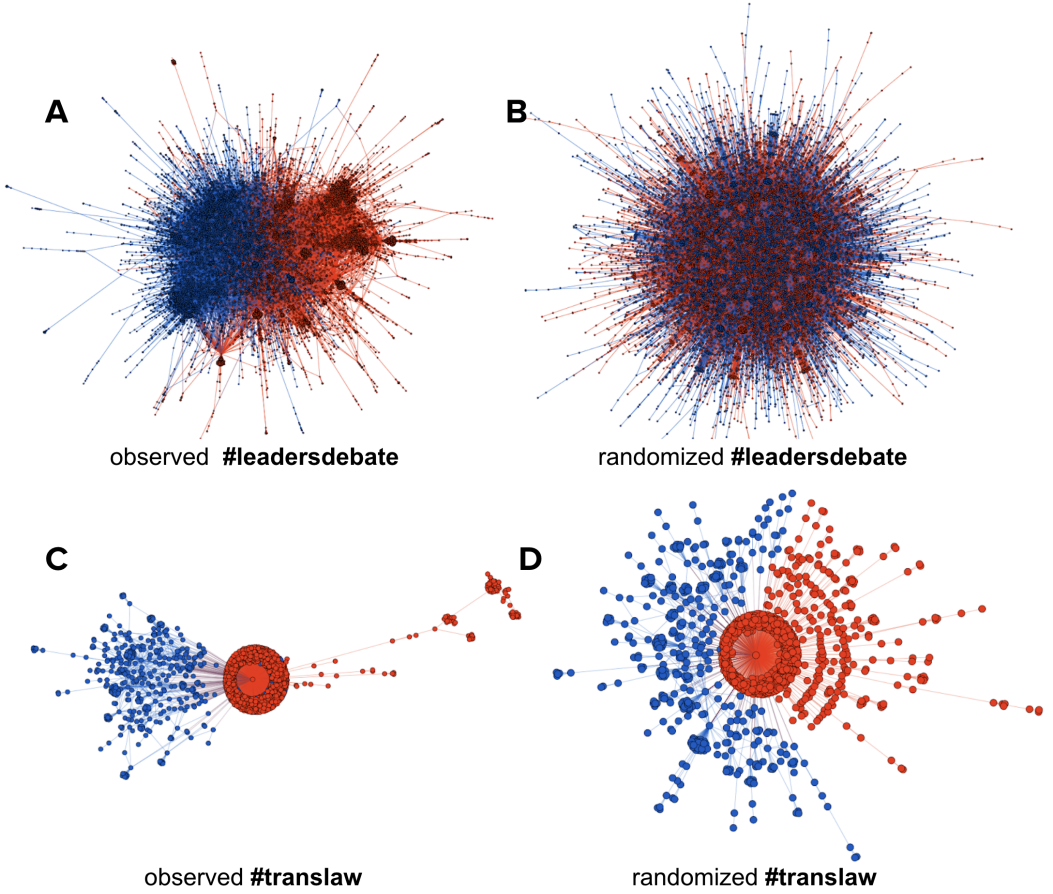 A
B
observed #leadersdebate
randomized #leadersdebate
C
D
observed #translaw
randomized #translaw